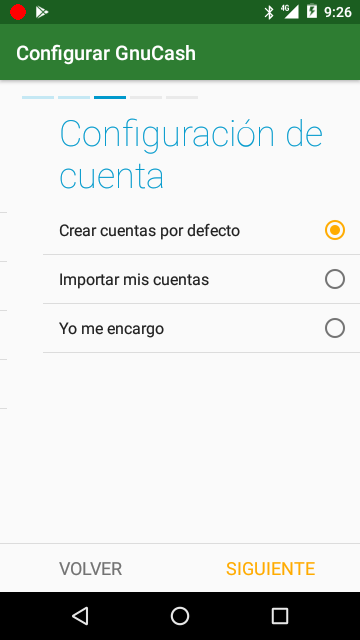 4G
9:26
Configurar GnuCash
Configuración de
cuenta
Crear cuentas por defecto
Importar mis cuentas
Yo me encargo
VOLVER
SIGUIENTE